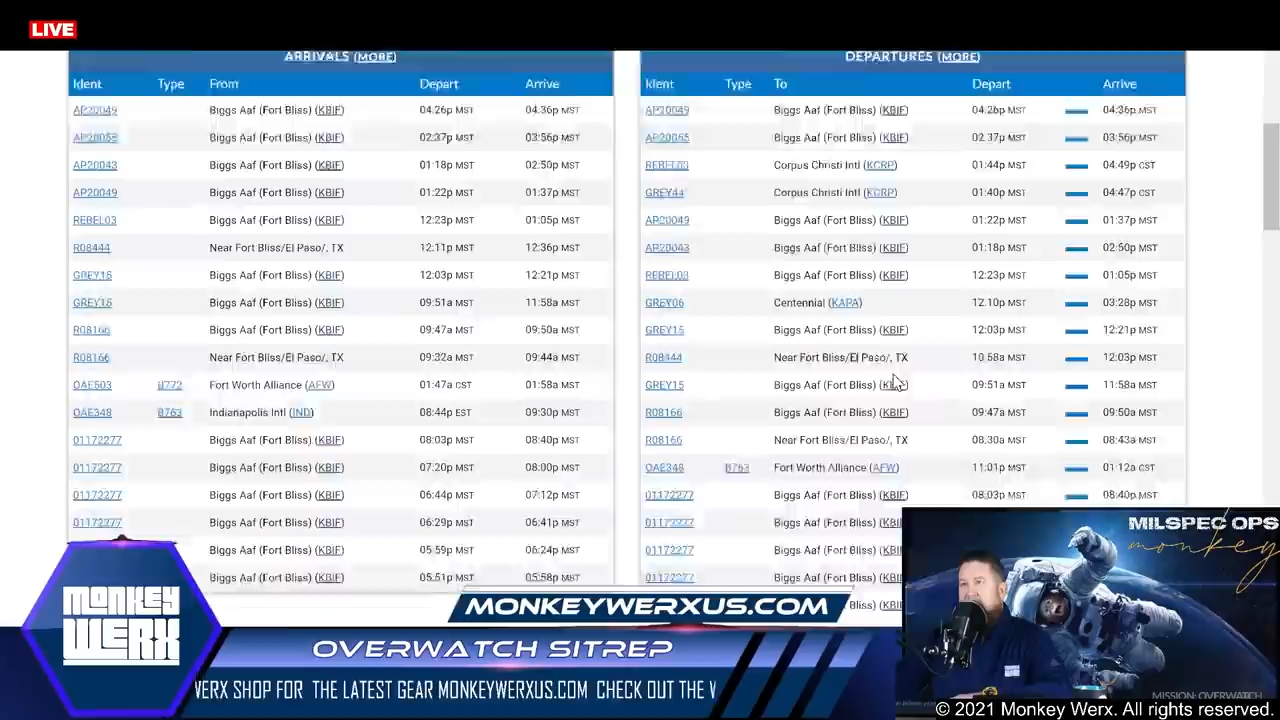 LIVE
ARRIVALS (MORE)
Ident Type From Depart Arrive
AP20049 Biggs Aaf (Fort Bliss) (KBIF) 04:26p MST 04:36p MST
Biggs Aaf (Fort Bliss) (KBIF) 02:37p MST 03:56p MST
AP20043 Biggs Aaf (Fort Bliss) (KBIF) 01:18p MST 02:50p MST
AP20049 Biggs Aaf (Fort Bliss) (KBIF) 01:22p MST 01:37p MST
REBEL03 Biggs Aaf (Fort Bliss) (KBIF) 12:23p MST 01:05p MST
R08444 Near Fort Bliss/El Paso/, TX 12:11p MST 12:36p MST
GREY15 Biggs Aaf (Fort Bliss) (KBIF) 12:03p MST 12:21p MST
GREY15 Biggs Aaf (Fort Bliss) (KBIF) 09:51a MST 11:58a MST
R08166 Biggs Aaf (Fort Bliss) (KBIF) 09:47a MST 09:50a MST
R08166 Near Fort Bliss/El Paso/, TX 09:32a MST 09:44a MST
OAE503 B772 Fort Worth Alliance (AFW) 01:47a CST 01:58a MST
OAE348 B763 Indianapolis Intl (IND) 08:44p EST 09:30p MST
01172277 Biggs Aaf (Fort Bliss) (KBIF) 08:03p MST 08:40p MST
01172277 Biggs Aaf (Fort Bliss) (KBIF) 07:20p MST 08:00p MST
01172277 Biggs Aaf (Fort Bliss) (KBIF) 06:44p MST 07:12p MST
01172277 Biggs Aaf (Fort Bliss) (KBIF) 06:29p MST 06:41p MST
Biggs Aaf (Fort Bliss) (KBIF) 05:59p MST 06:24p MST
Biggs Aaf (Fort Bliss) (KBIF) 05:51p MST 05:58p MST
DEPARTURES (MORE)
Ident Type To Depart Arrive
AP20049 Biggs Aaf (Fort Bliss) (KBIF) 04:26p MST 04:36p MST
Biggs Aaf (Fort Bliss) (KBIF) 02:37p MST 03:56p MST
REBEL03 Corpus Christi Intl (KCRP) 01:44p MST 04:49p CST
GREY44 Corpus Christi Intl (KCRP) 01:40p MST 04:47p CST
AP20049 Biggs Aaf (Fort Bliss) (KBIF) 01:22p MST 01:37p MST
AP20043 Biggs Aaf (Fort Bliss) (KBIF) 01:18p MST 02:50p MST
REBEL03 Biggs Aaf (Fort Bliss) (KBIF) 12:23p MST 01:05p MST
GREY06 Centennial (KAPA) 12:10p MST 03:28p MST
GREY15 Biggs Aaf (Fort Bliss) (KBIF) 12:03p MST 12:21p MST
R08444 Near Fort Bliss/El Paso/, TX 10:58a MST 12:03p MST
GREY15 Biggs Aaf (Fort Bliss) 09:51a MST 11:58a MST
R08166 Biggs Aaf (Fort Bliss) (KBIF) 09:47a MST 09:50a MST
R08166 Near Fort Bliss/El Paso/, TX 08:30a MST 08:43a MST
OAE348 B763 Fort Worth Alliance (AFW) 11:01p MST 01:12a CST
01172277 Biggs Aaf (Fort Bliss) (KBIF) 08:03p MST 08:40p MST
01172277 Biggs Aaf (Fort Bliss)
01172277 Biggs Aaf (Fort Bliss)
01172277 Biggs Aaf (Fort Bliss)
Bliss)
MILSPEC OPS
monkey
MISSION: OVERWATCH
MONKEY
WERX
MONKEYWERXUS.COM
OVERWATCH SITREP
WERX SHOP FOR THE LATEST GEAR MONKEYWERXUS.COM CHECK OUT THE
© 2021 Monkey Werx. All rights reserved.